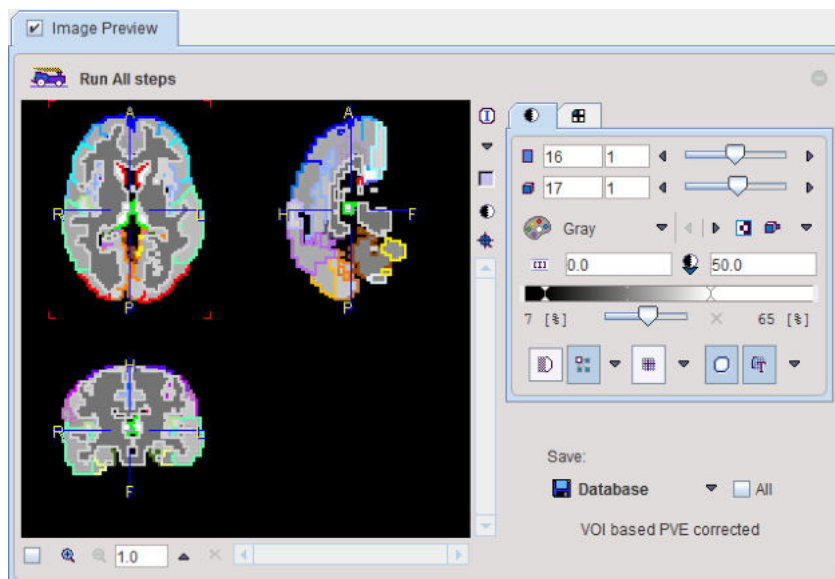 Image Preview
Run All steps
A
A
R
L
H
F
P
P
H
R
L
F
16 1
17 1
Gray
0.0 50.0
7 [%] 65 [%]
Save:
Database All
VOI based PVE corrected
1.0